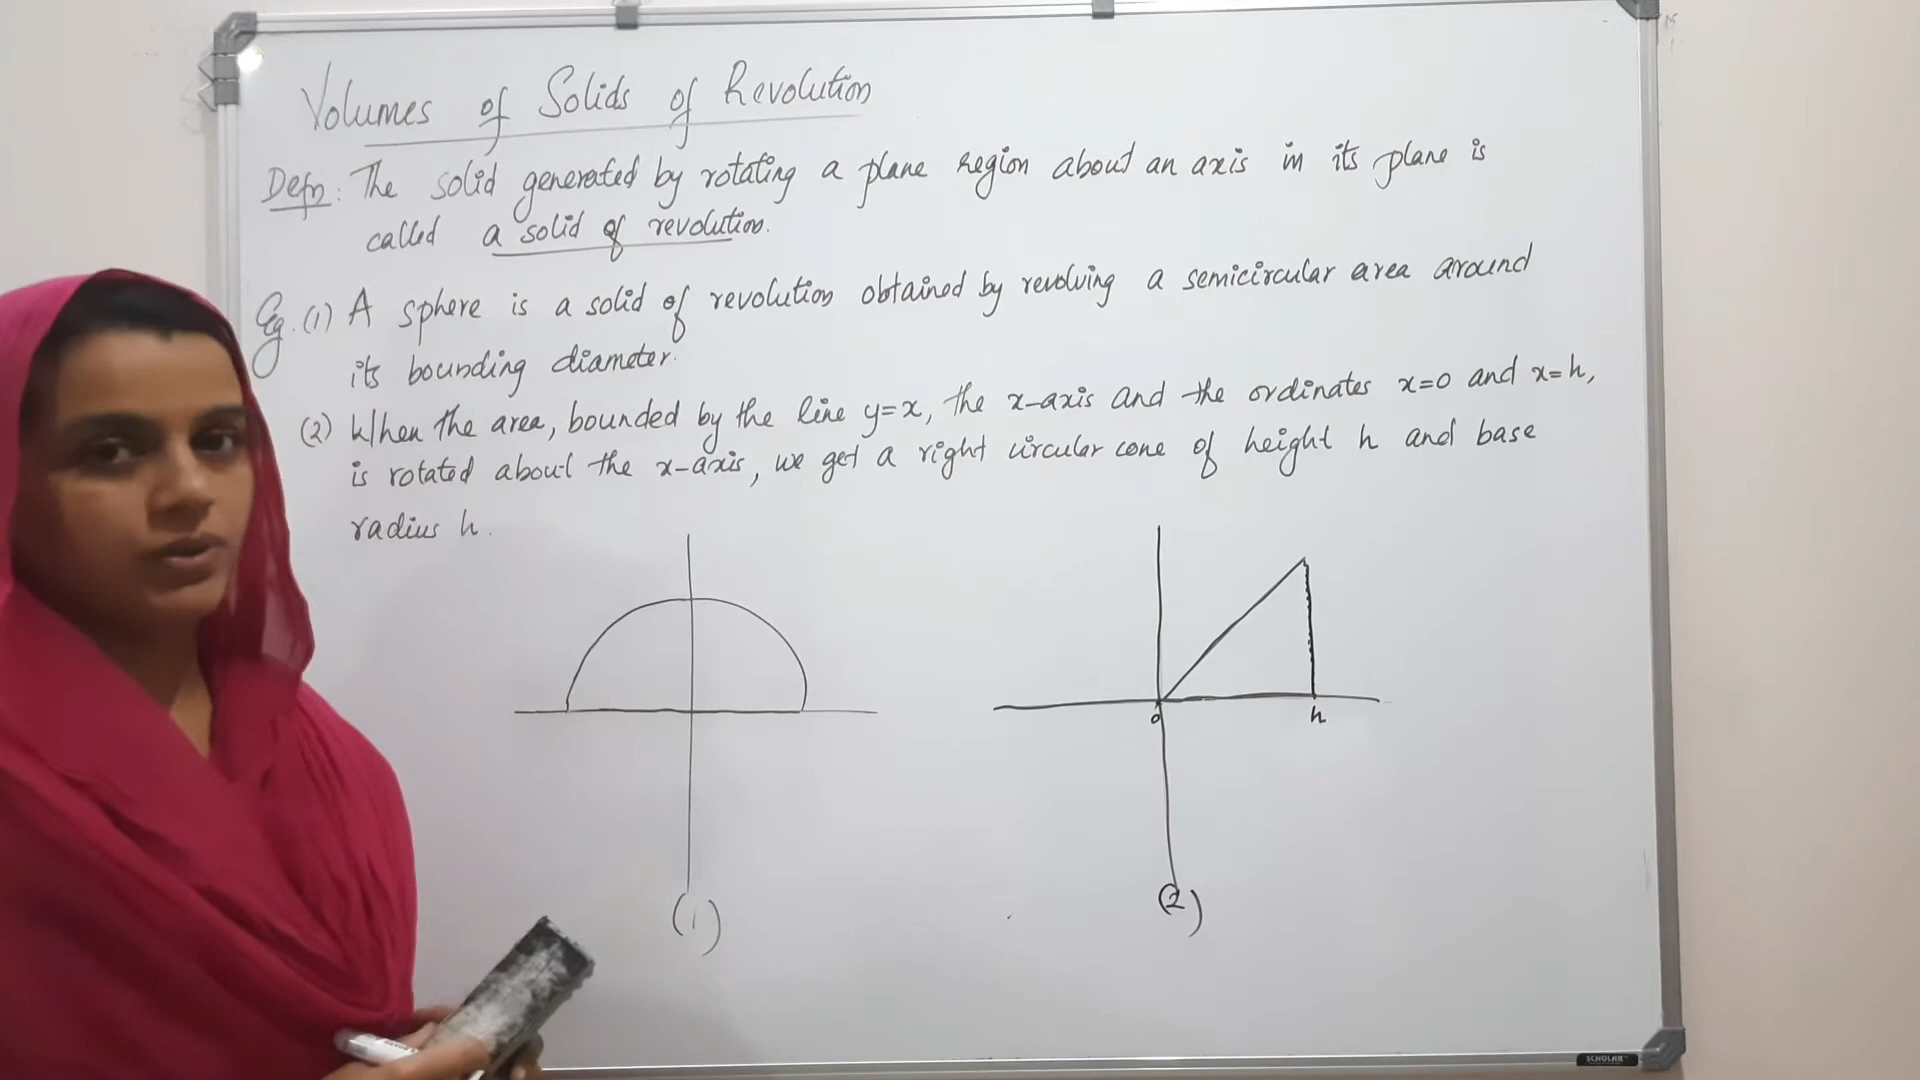 Volumes of Solids of Revolution
Defn: The solid generated by rotating a plane region about an axis in its plane is
called a solid of revolution.
Eg. (1) A sphere is a solid of revolution obtained by revolving a semicircular area around
its bounding diameter.
(2) When the area, bounded by the line y=x, the x-axis and the ordinates x=0 and x=h,
is rotated about the x-axis, we get a right circular cone of height h and base
radius h.
0
h
(1)
(2)
SCHOLAR